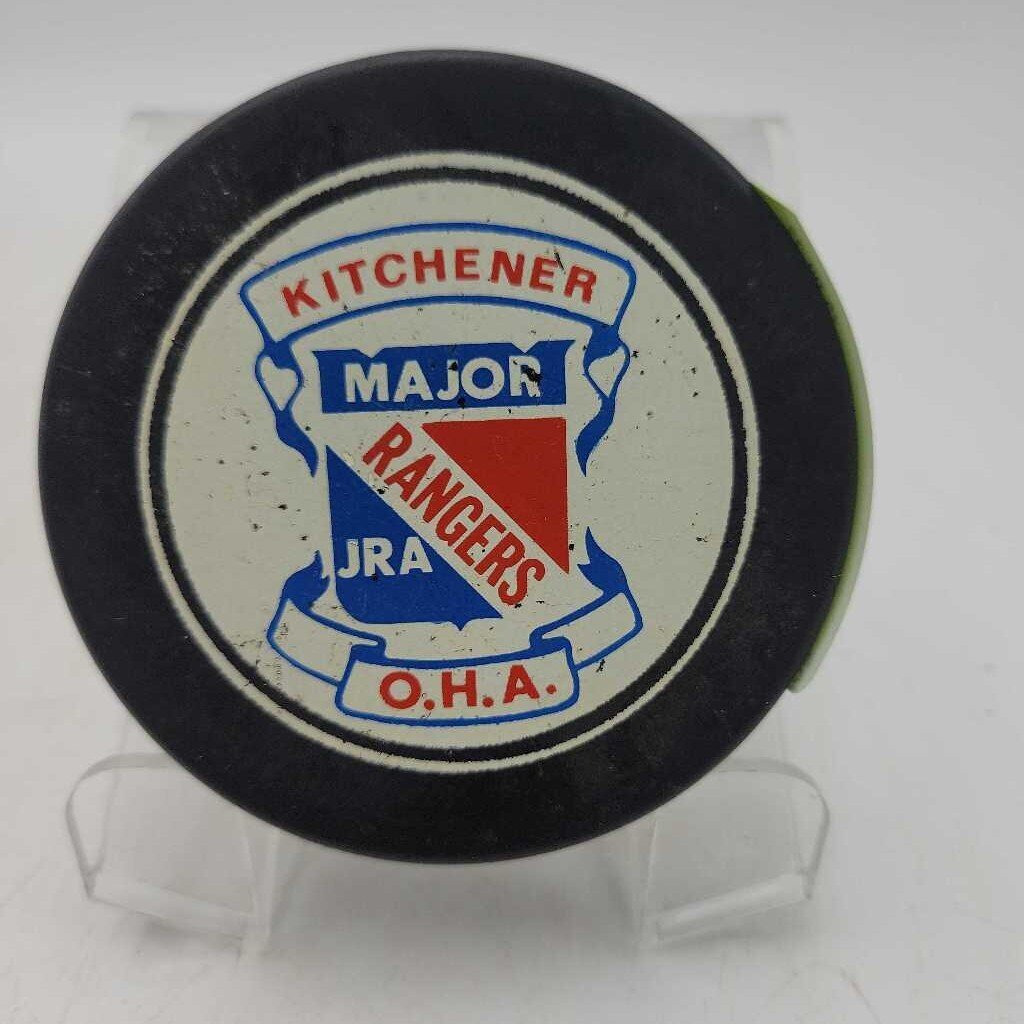 KITCHENER
MAJOR
RANGERS
JRA
O.H.A.